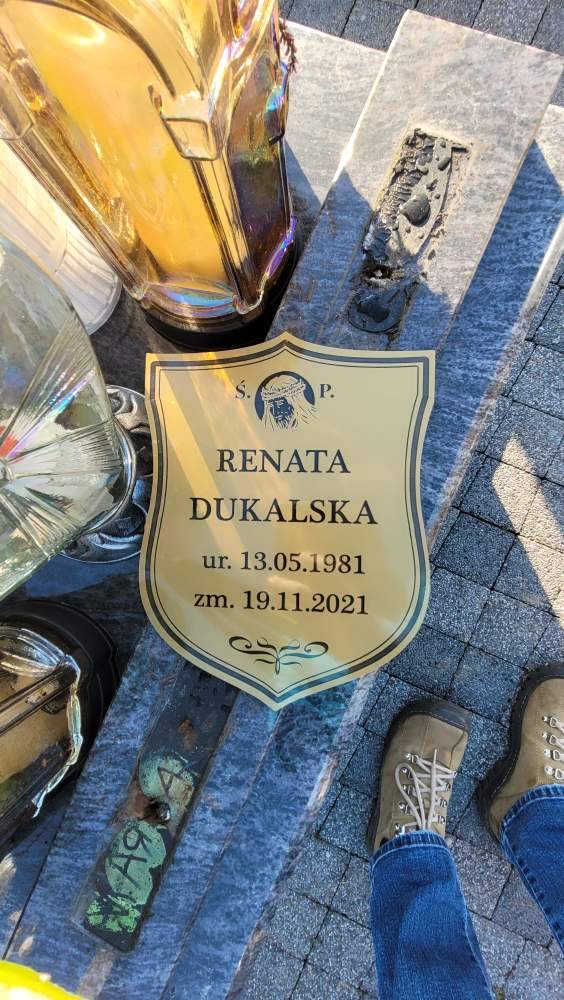 Ś. P.
RENATA
DUKALSKA
ur. 13.05.1981
zm. 19.11.2021